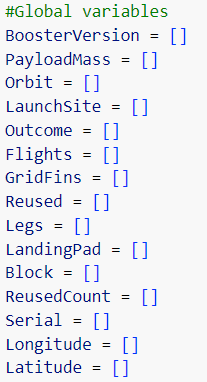 #Global variables
BoosterVersion = []
PayloadMass = []
Orbit = []
LaunchSite = []
Outcome = []
Flights = []
GridFins = []
Reused = []
Legs = []
LandingPad = []
Block = []
ReusedCount = []
Serial = []
Longitude = []
Latitude = []